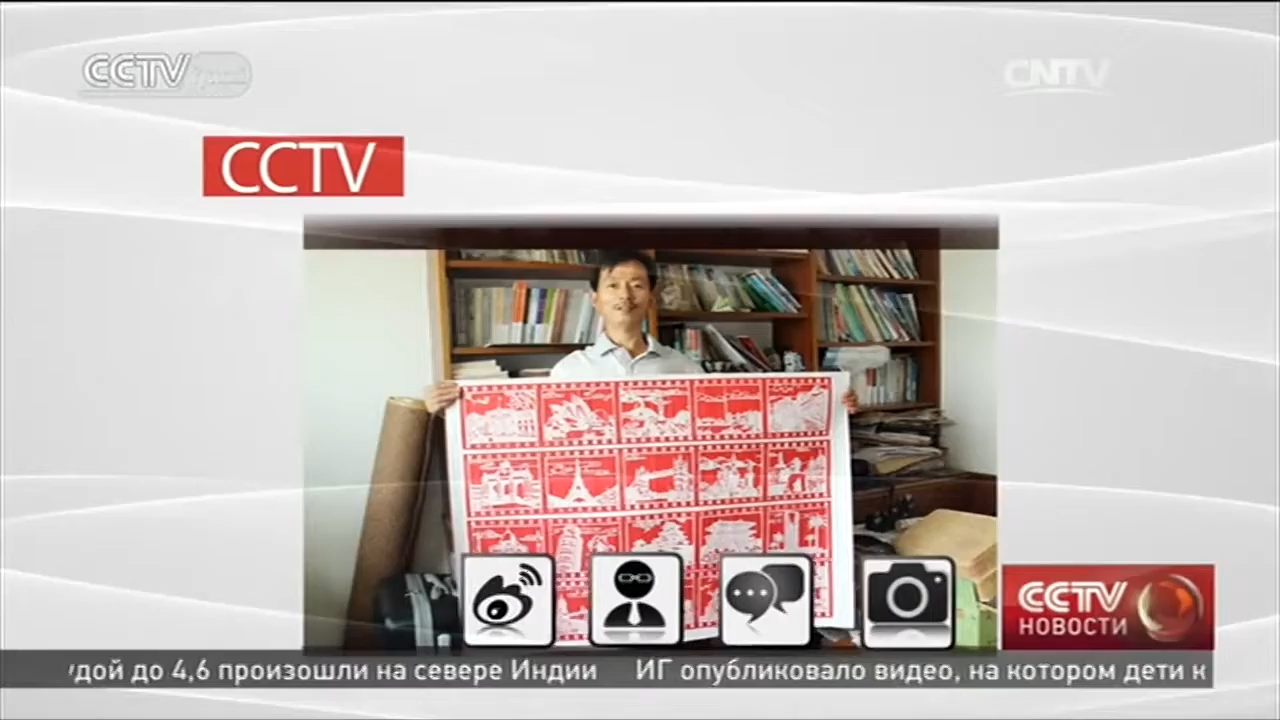 CCTV
CNTV
CCTV
CCTV
НОВОСТИ
удой до 4,6 произошли на севере Индии ИГ опубликовало видео, на котором дети к